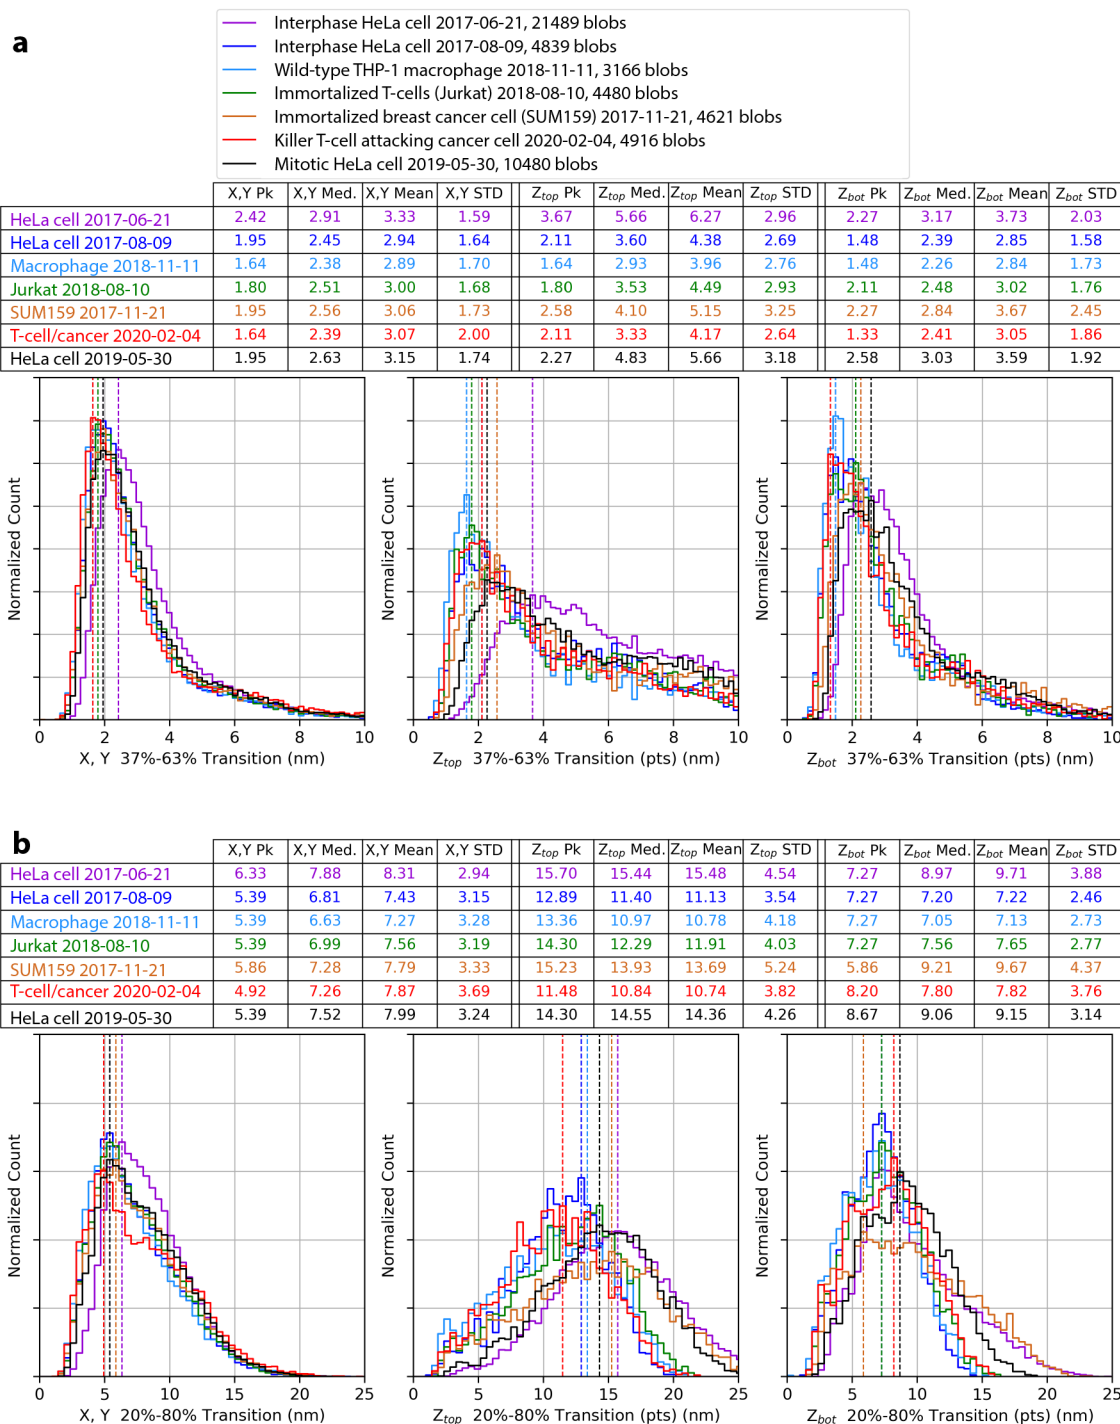 a
Interphase HeLa cell 2017-06-21, 21489 blobs
Interphase HeLa cell 2017-08-09, 4839 blobs
Wild-type THP-1 macrophage 2018-11-11, 3166 blobs
Immortalized T-cells (Jurkat) 2018-08-10, 4480 blobs
Immortalized breast cancer cell (SUM159) 2017-11-21, 4621 blobs
Killer T-cell attacking cancer cell 2020-02-04, 4916 blobs
Mitotic HeLa cell 2019-05-30, 10480 blobs
X,Y Pk X,Y Med. X,Y Mean X,Y STD Ztop Pk Ztop Med. Ztop Mean Ztop STD Zbot Pk Zbot Med. Zbot Mean Zbot STD
HeLa cell 2017-06-21 2.42 2.91 3.33 1.59 3.67 5.66 6.27 2.96 2.27 3.17 3.73 2.03
HeLa cell 2017-08-09 1.95 2.45 2.94 1.64 2.11 3.60 4.38 2.69 1.48 2.39 2.85 1.58
Macrophage 2018-11-11 1.64 2.38 2.89 1.70 1.64 2.93 3.96 2.76 1.48 2.26 2.84 1.73
Jurkat 2018-08-10 1.80 2.51 3.00 1.68 1.80 3.53 4.49 2.93 2.11 2.48 3.02 1.76
SUM159 2017-11-21 1.95 2.56 3.06 1.73 2.58 4.10 5.15 3.25 2.27 2.84 3.67 2.45
T-cell/cancer 2020-02-04 1.64 2.39 3.07 2.00 2.11 3.33 4.17 2.64 1.33 2.41 3.05 1.86
HeLa cell 2019-05-30 1.95 2.63 3.15 1.74 2.27 4.83 5.66 3.18 2.58 3.03 3.59 1.92
Normalized Count Normalized Count Normalized Count
0 2 4 6 8 10 0 2 4 6 8 10 0 2 4 6 8 10
X, Y 37%-63% Transition (nm) Ztop 37%-63% Transition (pts) (nm) Zbot 37%-63% Transition (pts) (nm)
b
X,Y Pk X,Y Med. X,Y Mean X,Y STD Ztop Pk Ztop Med. Ztop Mean Ztop STD Zbot Pk Zbot Med. Zbot Mean Zbot STD
HeLa cell 2017-06-21 6.33 7.88 8.31 2.94 15.70 15.44 15.48 4.54 7.27 8.97 9.71 3.88
HeLa cell 2017-08-09 5.39 6.81 7.43 3.15 12.89 11.40 11.13 3.54 7.27 7.20 7.22 2.46
Macrophage 2018-11-11 5.39 6.63 7.27 3.28 13.36 10.97 10.78 4.18 7.27 7.05 7.13 2.73
Jurkat 2018-08-10 5.39 6.99 7.56 3.19 14.30 12.29 11.91 4.03 7.27 7.56 7.65 2.77
SUM159 2017-11-21 5.86 7.28 7.79 3.33 15.23 13.93 13.69 5.24 5.86 9.21 9.67 4.37
T-cell/cancer 2020-02-04 4.92 7.26 7.87 3.69 11.48 10.84 10.74 3.82 8.20 7.80 7.82 3.76
HeLa cell 2019-05-30 5.39 7.52 7.99 3.24 14.30 14.55 14.36 4.26 8.67 9.06 9.15 3.14
Normalized Count Normalized Count Normalized Count
0 5 10 15 20 25 0 5 10 15 20 25 0 5 10 15 20 25
X, Y 20%-80% Transition (nm) Ztop 20%-80% Transition (pts) (nm) Zbot 20%-80% Transition (pts) (nm)